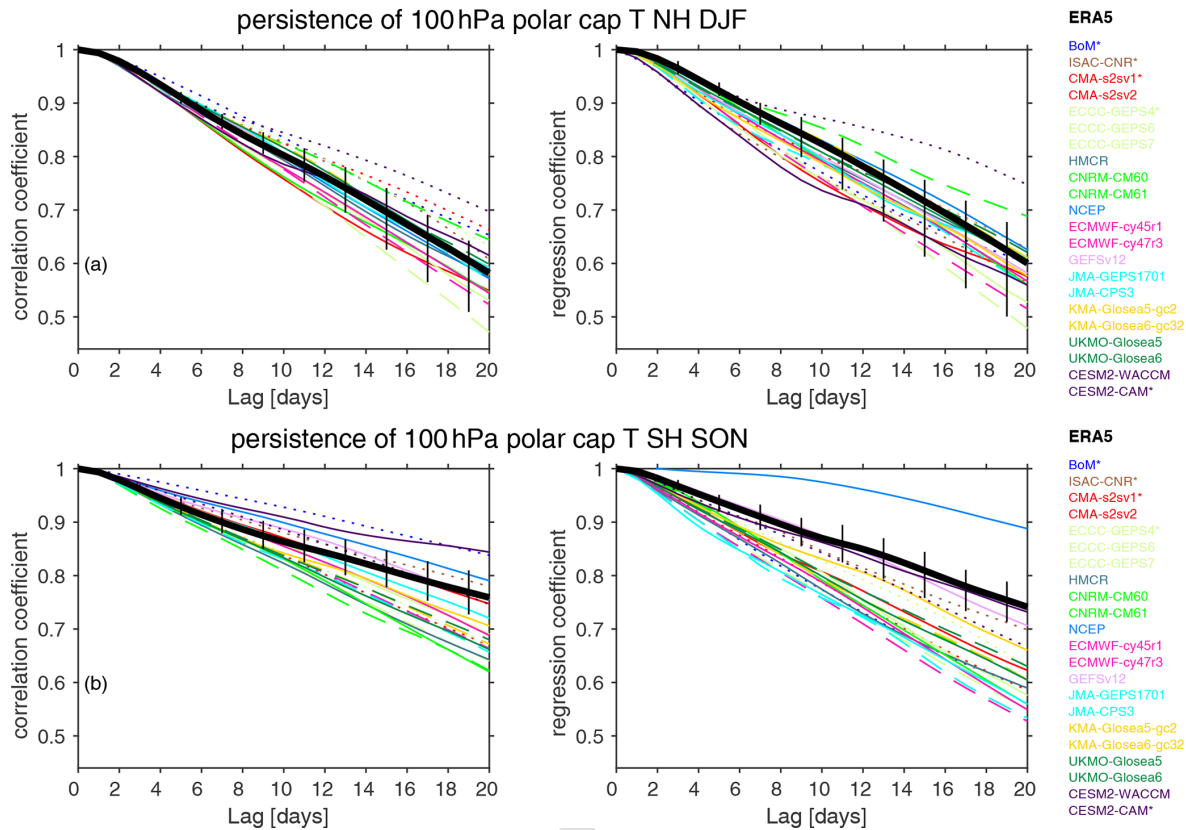 persistence of 100 hPa polar cap T NH DJF
1
0.9
0.8
0.7
0.6
0.5
correlation coefficient
(a)
0 2 4 6 8 10 12 14 16 18 20
Lag [days]
1
0.9
0.8
0.7
0.6
0.5
regression coefficient
0 2 4 6 8 10 12 14 16 18 20
Lag [days]
ERA5
BoM*
ISAC-CNR*
CMA-s2sv1*
CMA-s2sv2
ECCC-GEPS4*
ECCC-GEPS6
ECCC-GEPS7
HMCR
CNRM-CM60
CNRM-CM61
NCEP
ECMWF-cy45r1
ECMWF-cy47r3
GEFSv12
JMA-GEPS1701
JMA-CPS3
KMA-Glosea5-gc2
KMA-Glosea6-gc32
UKMO-Glosea5
UKMO-Glosea6
CESM2-WACCM
CESM2-CAM*
persistence of 100 hPa polar cap T SH SON
1
0.9
0.8
0.7
0.6
0.5
correlation coefficient
(b)
0 2 4 6 8 10 12 14 16 18 20
Lag [days]
1
0.9
0.8
0.7
0.6
0.5
regression coefficient
0 2 4 6 8 10 12 14 16 18 20
Lag [days]
ERA5
BoM*
ISAC-CNR*
CMA-s2sv1*
CMA-s2sv2
ECCC-GEPS4*
ECCC-GEPS6
ECCC-GEPS7
HMCR
CNRM-CM60
CNRM-CM61
NCEP
ECMWF-cy45r1
ECMWF-cy47r3
GEFSv12
JMA-GEPS1701
JMA-CPS3
KMA-Glosea5-gc2
KMA-Glosea6-gc32
UKMO-Glosea5
UKMO-Glosea6
CESM2-WACCM
CESM2-CAM*